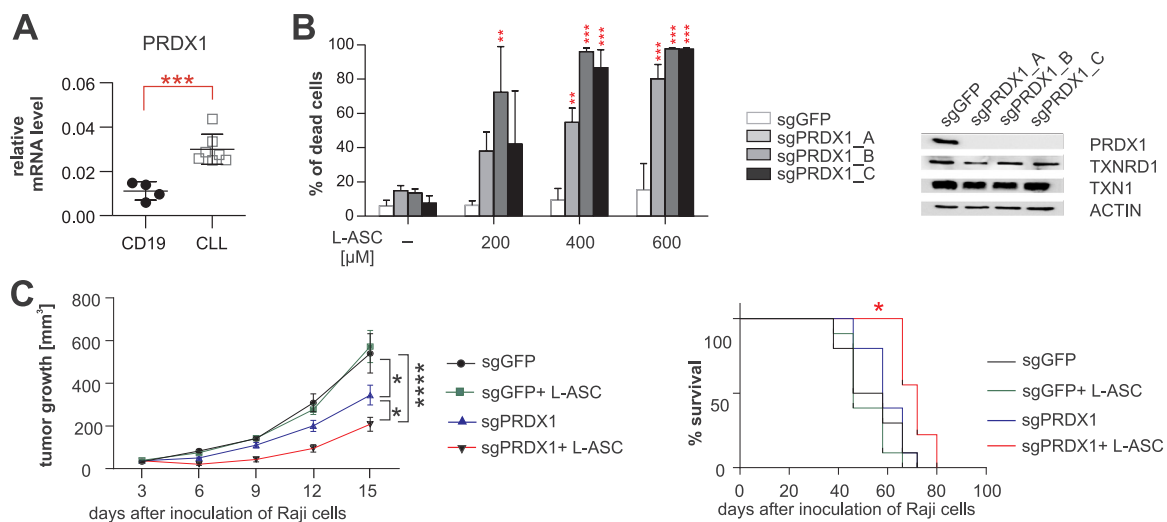 A
PRDX1
***
relative
mRNA level
0.06
0.04
0.02
0.00
CD19
CLL
B
% of dead cells
100
80
60
40
20
0
**
**
***
***
***
***
***
L-ASC
[µM]
–
200
400
600
sgGFP
sgPRDX1_A
sgPRDX1_B
sgPRDX1_C
sgGFP
sgPRDX1_A
sgPRDX1_B
sgPRDX1_C
PRDX1
TXNRD1
TXN1
ACTIN
C
tumor growth [mm³]
800
600
400
200
0
3
6
9
12
15
days after inoculation of Raji cells
*
*
****
sgGFP
sgGFP+ L-ASC
sgPRDX1
sgPRDX1+ L-ASC
% survival
100
50
0
*
0
20
40
60
80
100
days after inoculation of Raji cells
sgGFP
sgGFP+ L-ASC
sgPRDX1
sgPRDX1+ L-ASC